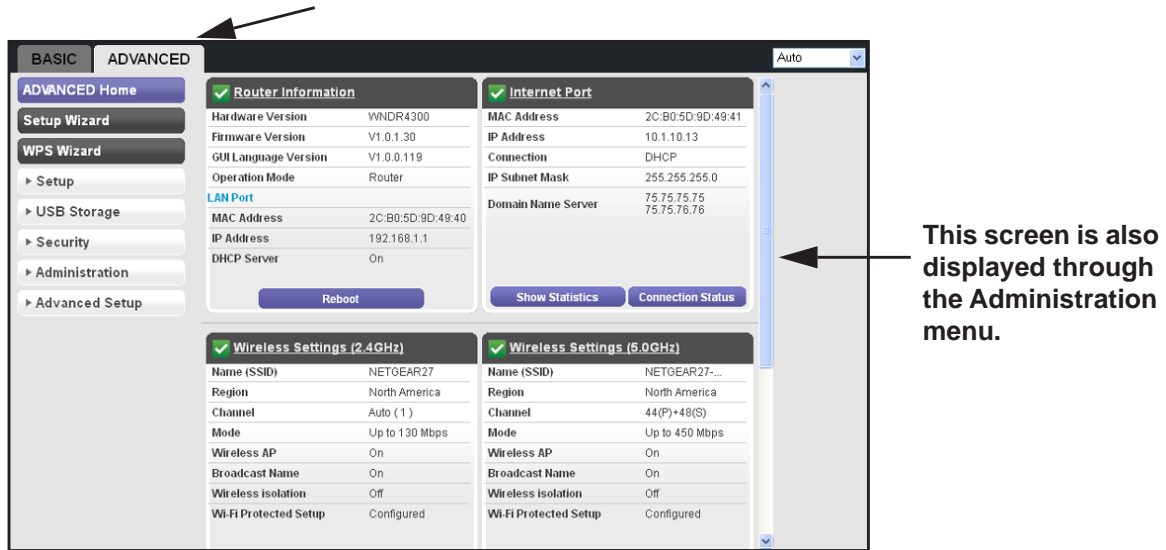 BASIC ADVANCED Auto
ADVANCED Home
Setup Wizard
WPS Wizard
Setup
USB Storage
Security
Administration
Advanced Setup
Router Information
Hardware Version WNDR4300
Firmware Version V1.0.1.30
GUI Language Version V1.0.0.119
Operation Mode Router
LAN Port
MAC Address 2C:B0:5D:9D:49:40
IP Address 192.168.1.1
DHCP Server On
Reboot
Internet Port
MAC Address 2C:B0:5D:9D:49:41
IP Address 10.1.10.13
Connection DHCP
IP Subnet Mask 255.255.255.0
Domain Name Server 75.75.75.75
75.75.76.76
Show Statistics Connection Status
Wireless Settings (2.4GHz)
Name (SSID) NETGEAR27
Region North America
Channel Auto ( 1 )
Mode Up to 130 Mbps
Wireless AP On
Broadcast Name On
Wireless isolation Off
Wi-Fi Protected Setup Configured
Wireless Settings (5.0GHz)
Name (SSID) NETGEAR27-...
Region North America
Channel 44(P)+48(S)
Mode Up to 450 Mbps
Wireless AP On
Broadcast Name On
Wireless isolation Off
Wi-Fi Protected Setup Configured
This screen is also
displayed through
the Administration
menu.